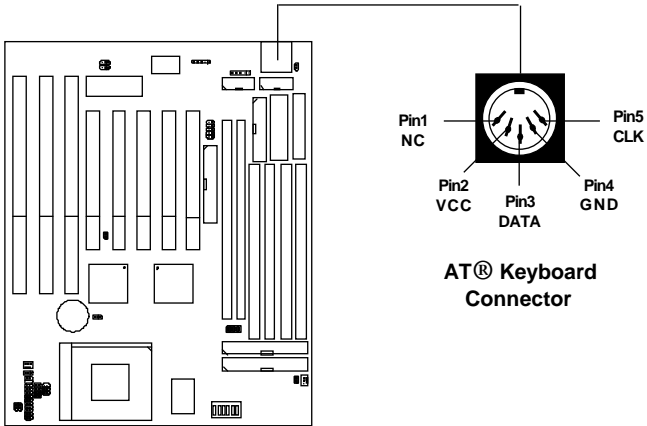 Pin1
NC
Pin5
CLK
Pin2
VCC
Pin3
DATA
Pin4
GND
AT® Keyboard
Connector